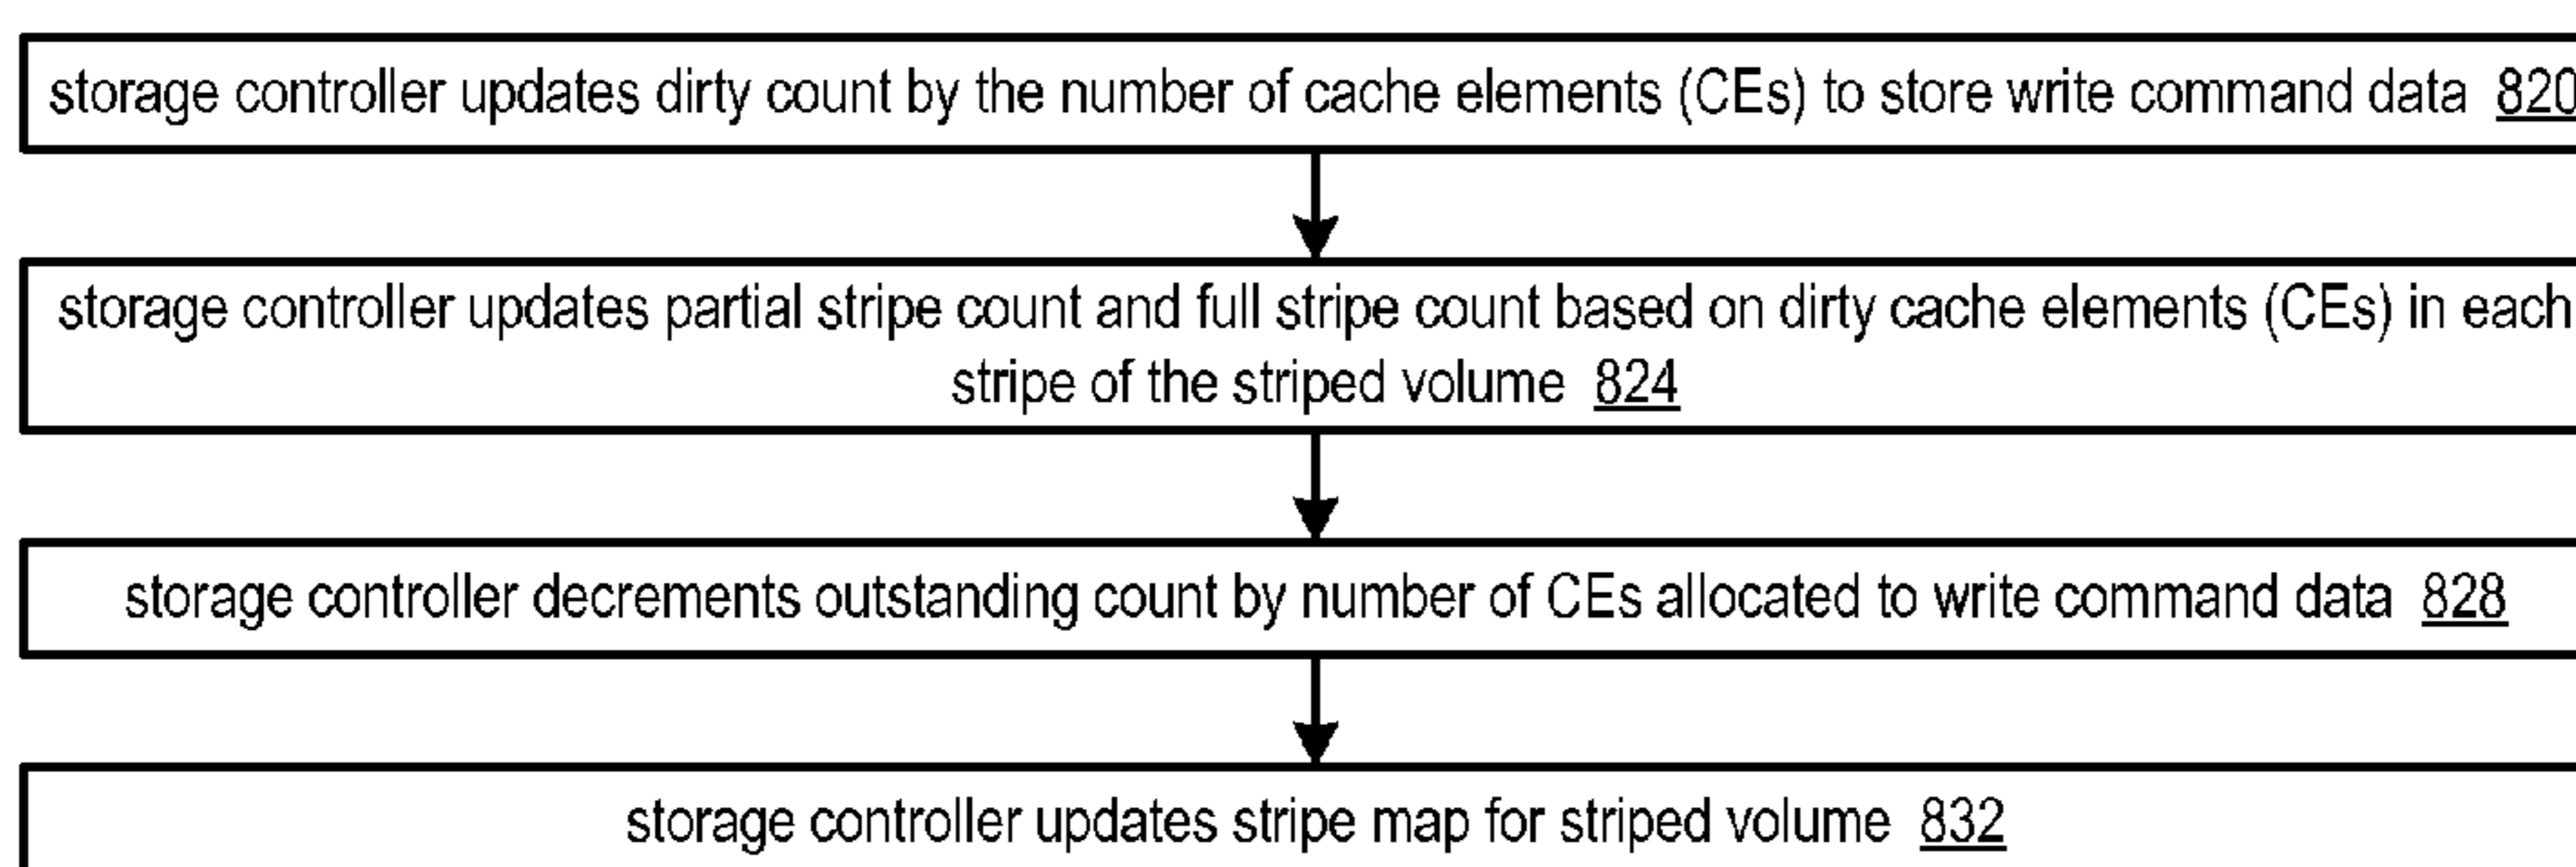 storage controller updates dirty count by the number of cache elements (CEs) to store write command data 820
storage controller updates partial stripe count and full stripe count based on dirty cache elements (CEs) in each
stripe of the striped volume 824
storage controller decrements outstanding count by number of CEs allocated to write command data 828
storage controller updates stripe map for striped volume 832